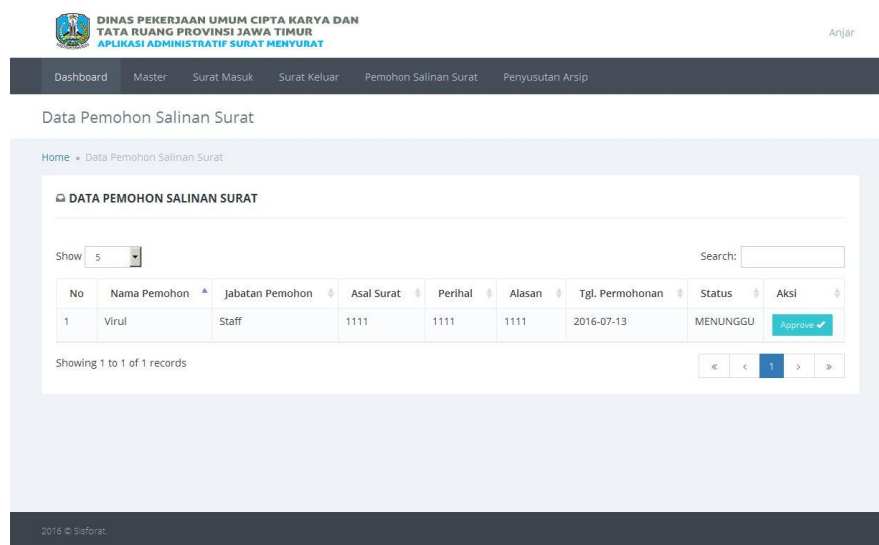 DINAS PEKERJAAN UMUM CIPTA KARYA DAN
TATA RUANG PROVINSI JAWA TIMUR
APLIKASI ADMINISTRATIF SURAT MENYURAT
Anjar
Dashboard Master Surat Masuk Surat Keluar Pemohon Salinan Surat Penyusutan Arsip
Data Pemohon Salinan Surat
Home Data Pemohon Salinan Surat
DATA PEMOHON SALINAN SURAT
Show 5 Search:
No Nama Pemohon Jabatan Pemohon Asal Surat Perihal Alasan Tgl. Permohonan Status Aksi
1 Virul Staff 1111 1111 1111 2016-07-13 MENUNGGU Approve ✔
Showing 1 to 1 of 1 records
« < 1 > »
2016 © Sisforat.